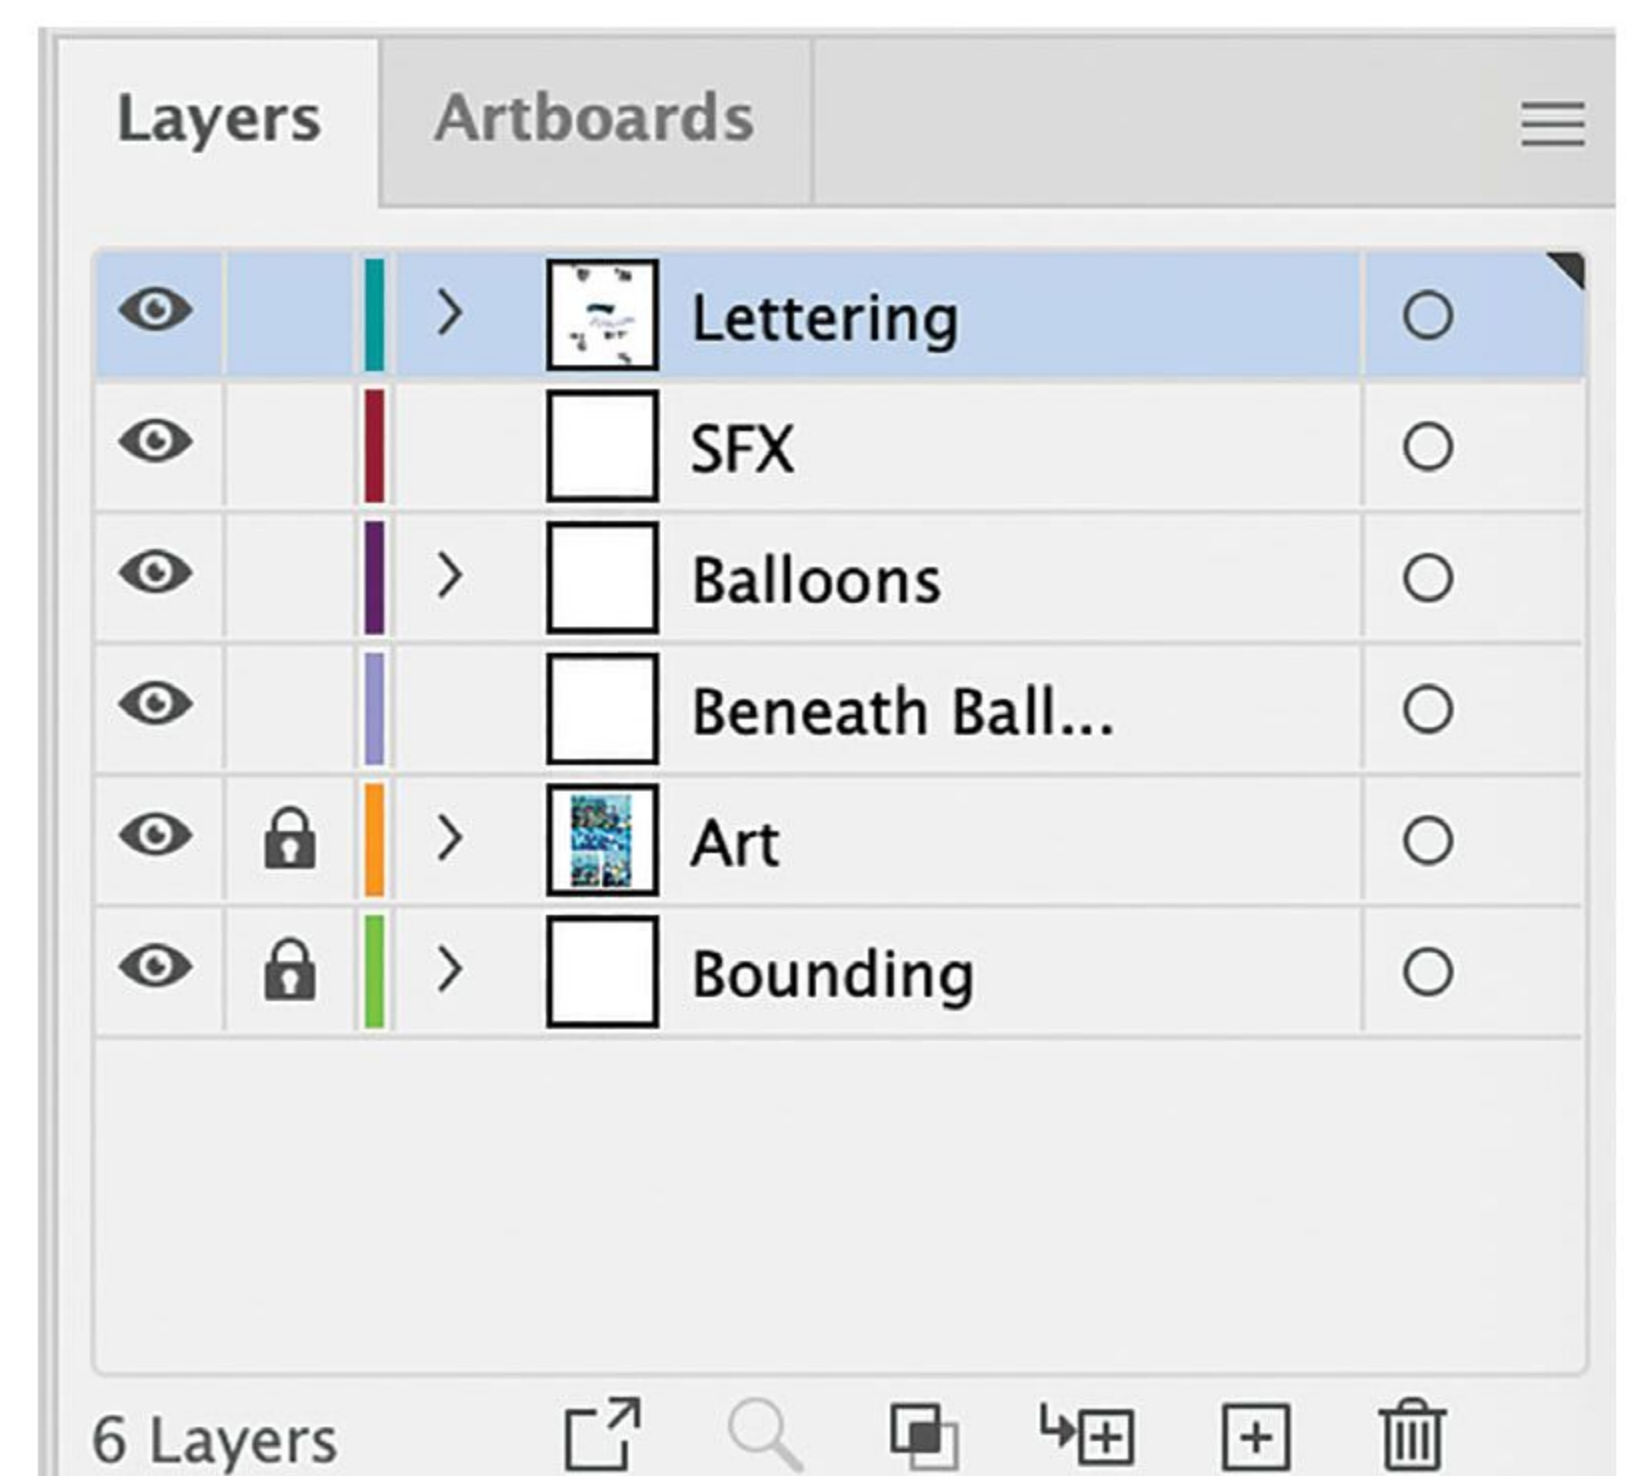 Layers Artboards
Lettering
SFX
Balloons
Beneath Ball...
Art
Bounding
6 Layers